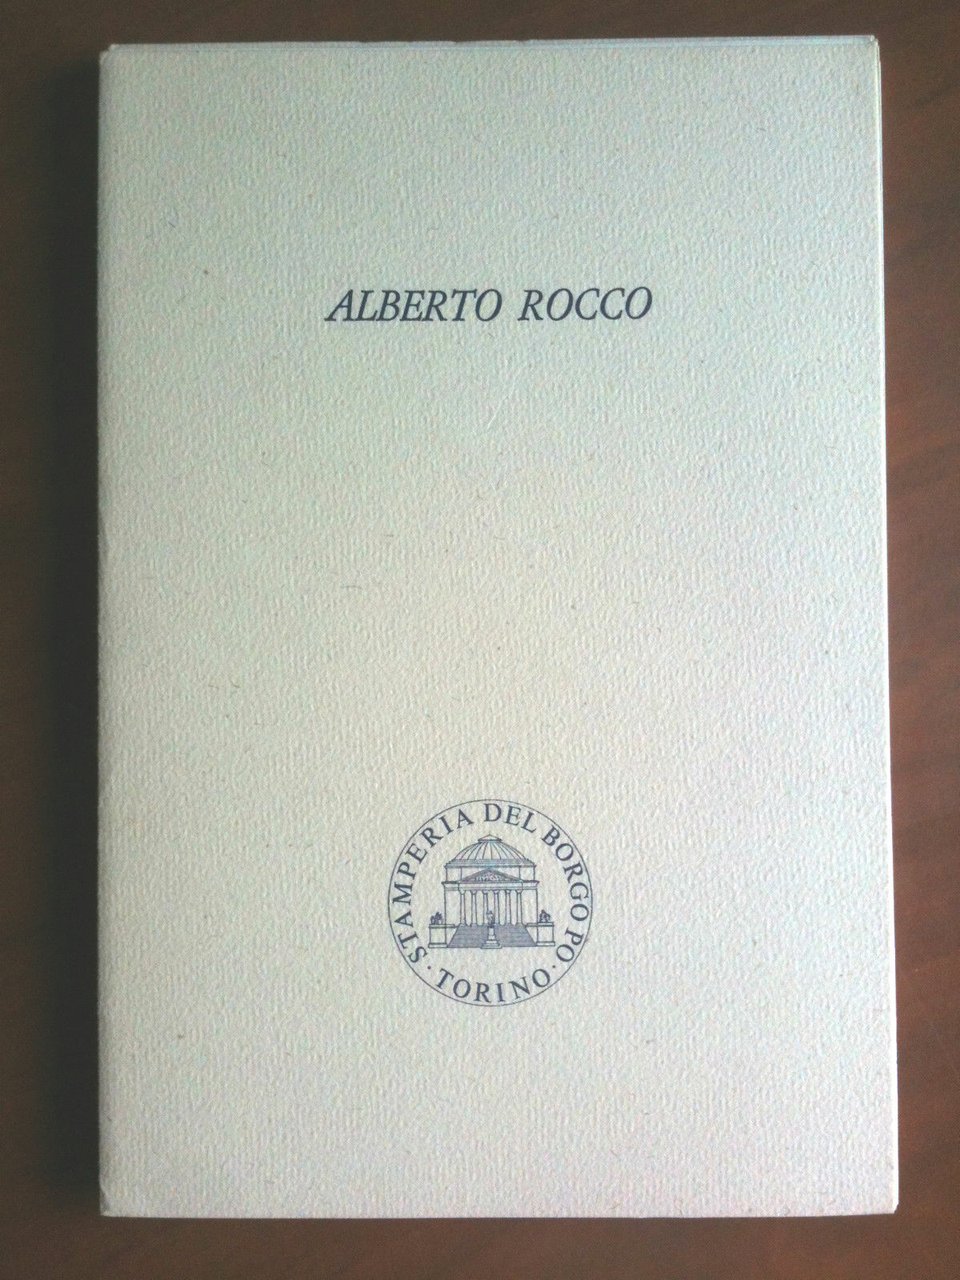 ALBERTO ROCCO
STAMPERIA DEL BORGO PO
· TORINO ·